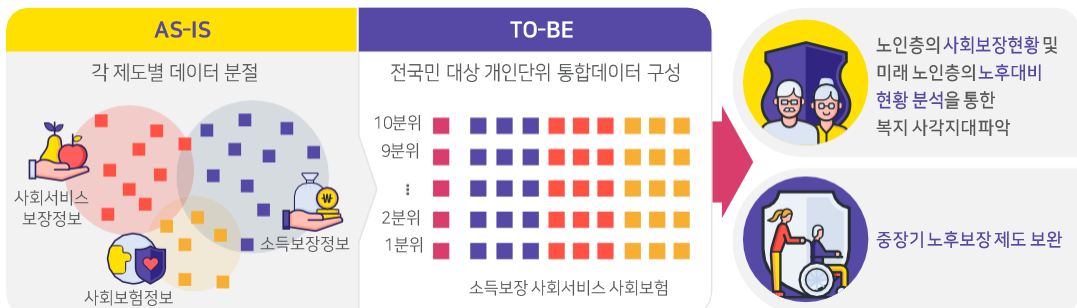 AS-IS
각 제도별 데이터 분절
사회서비스
보장정보
소득보장정보
사회보험정보
TO-BE
전국민 대상 개인단위 통합데이터 구성
10분위
9분위
⋮
2분위
1분위
소득보장 사회서비스 사회보험
노인층의 사회보장현황 및
미래 노인층의 노후대비
현황 분석을 통한
복지 사각지대 파악
중장기 노후보장 제도 보완
₩